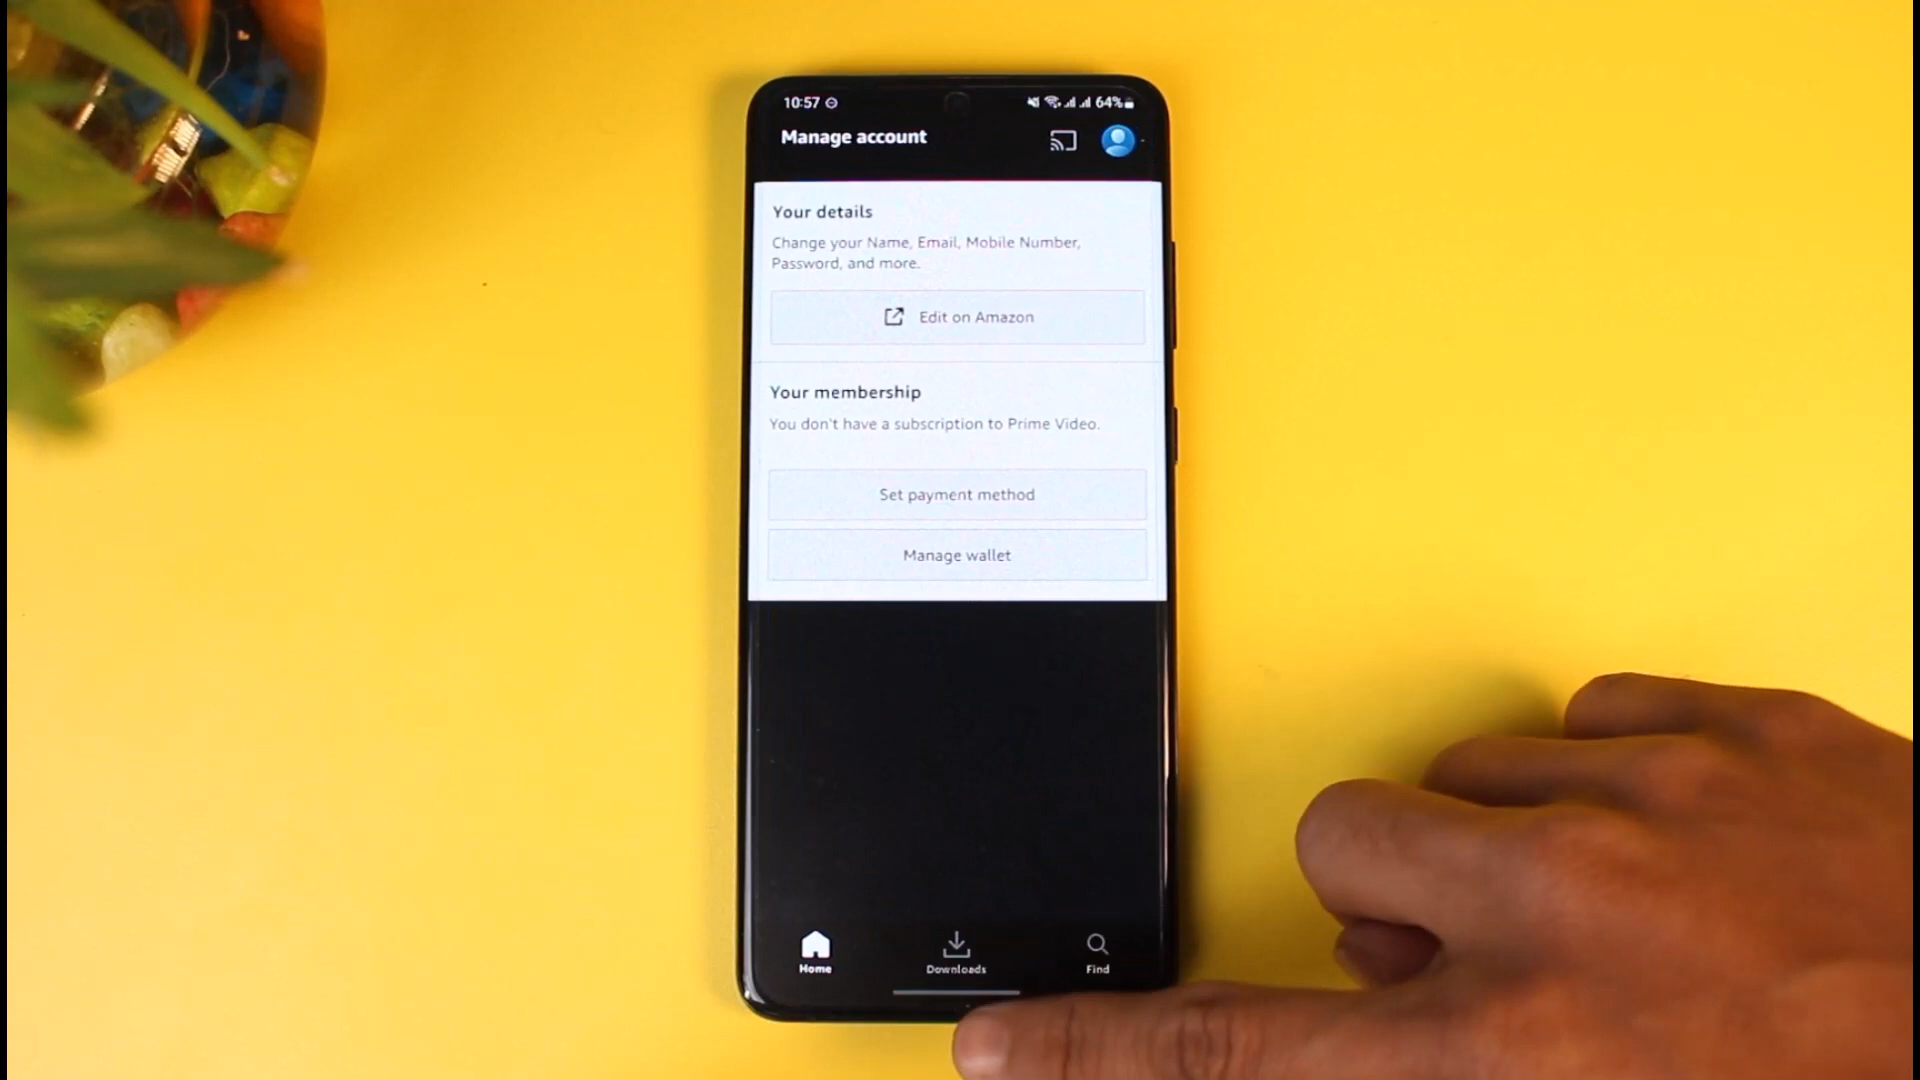 10:57
64%
Manage account
Your details
Change your Name, Email, Mobile Number,
Password, and more.
Edit on Amazon
Your membership
You don't have a subscription to Prime Video.
Set payment method
Manage wallet
Home
Downloads
Find